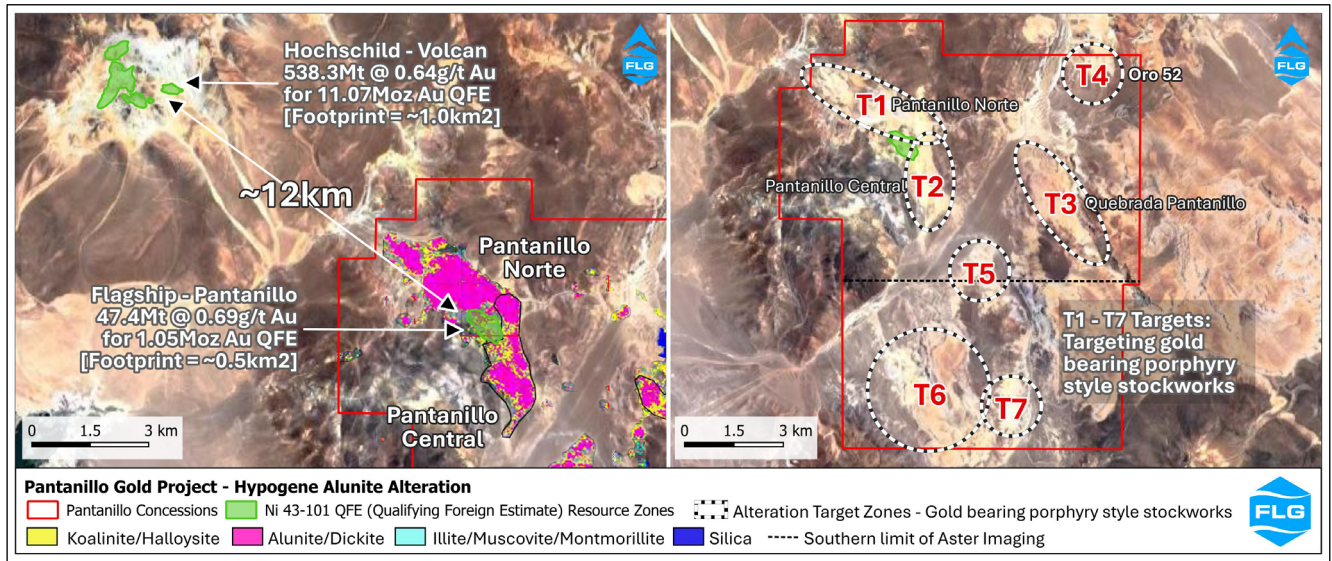 Hochschild - Volcan
538.3Mt @ 0.64g/t Au
for 11.07Moz Au QFE
[Footprint = ~1.0km2]
FLG
~12km
Pantanillo
Norte
Flagship - Pantanillo
47.4Mt @ 0.69g/t Au
for 1.05Moz Au QFE
[Footprint = ~0.5km2]
Pantanillo
Central
0 1.5 3 km
FLG
T4 Oro 52
T1 Pantanillo Norte
Pantanillo Central T2
T3 Quebrada Pantanillo
T5
T1 - T7 Targets:
Targeting gold
bearing porphyry
style stockworks
T6
T7
0 1.5 3 km
Pantanillo Gold Project - Hypogene Alunite Alteration
Pantanillo Concessions Ni 43-101 QFE (Qualifying Foreign Estimate) Resource Zones Alteration Target Zones - Gold bearing porphyry style stockworks
Koalinite/Halloysite Alunite/Dickite Illite/Muscovite/Montmorillite Silica Southern limit of Aster Imaging
FLG